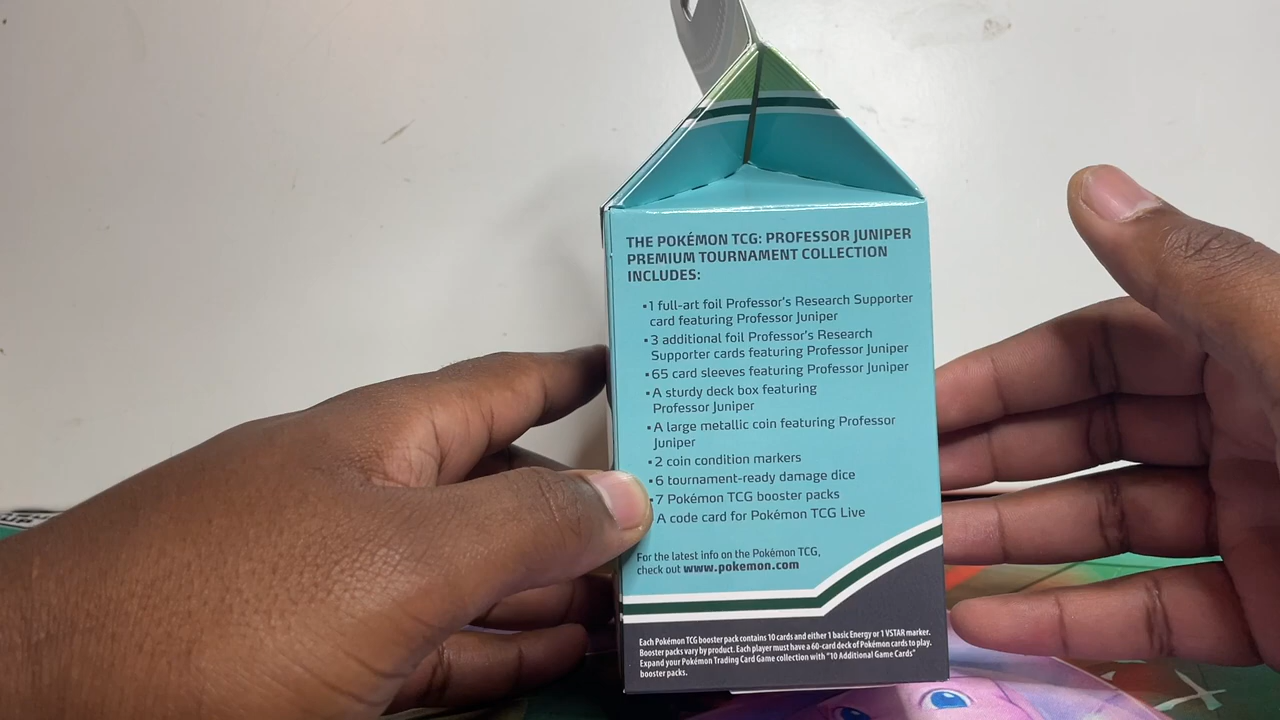 THE POKÉMON TCG: PROFESSOR JUNIPER
PREMIUM TOURNAMENT COLLECTION
INCLUDES:
▪1 full-art foil Professor's Research Supporter
card featuring Professor Juniper
▪3 additional foil Professor's Research
Supporter cards featuring Professor Juniper
▪65 card sleeves featuring Professor Juniper
▪A sturdy deck box featuring
Professor Juniper
▪A large metallic coin featuring Professor
Juniper
▪2 coin condition markers
▪6 tournament-ready damage dice
▪7 Pokémon TCG booster packs
A code card for Pokémon TCG Live
For the latest info on the Pokémon TCG,
check out www.pokemon.com
Each Pokémon TCG booster pack contains 10 cards and either 1 basic Energy or 1 VSTAR marker.
Booster packs vary by product. Each player must have a 60-card deck of Pokémon cards to play.
Expand your Pokémon Trading Card Game collection with "10 Additional Game Cards"
booster packs.